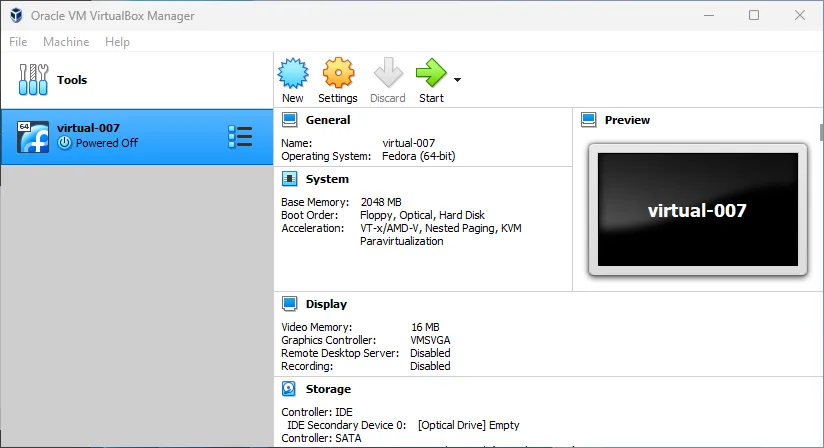 Oracle VM VirtualBox Manager
File Machine Help
Tools
New Settings Discard Start
64
virtual-007
Powered Off
General
Name: virtual-007
Operating System: Fedora (64-bit)
System
Base Memory: 2048 MB
Boot Order: Floppy, Optical, Hard Disk
Acceleration: VT-x/AMD-V, Nested Paging, KVM
Paravirtualization
Preview
virtual-007
Display
Video Memory: 16 MB
Graphics Controller: VMSVGA
Remote Desktop Server: Disabled
Recording: Disabled
Storage
Controller: IDE
IDE Secondary Device 0: [Optical Drive] Empty
Controller: SATA